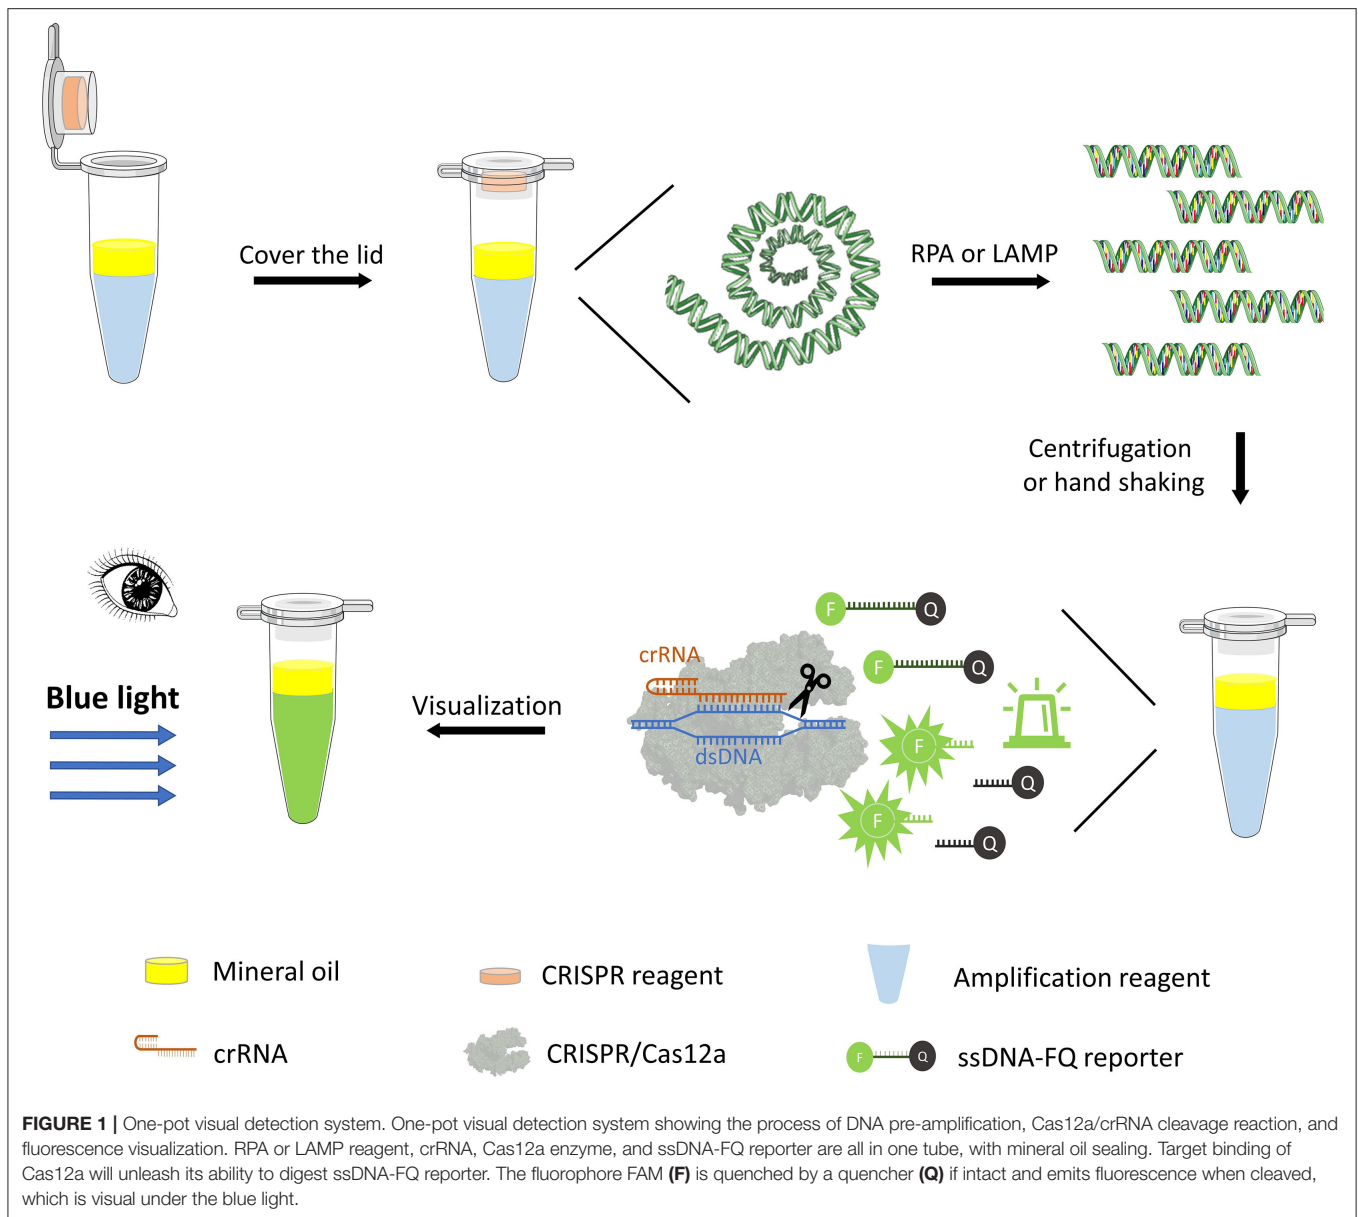 Cover the lid
RPA or LAMP
Centrifugation
or hand shaking
F
Q
F
Q
crRNA
dsDNA
F
Q
F
Q
Visualization
Blue light
Mineral oil
CRISPR reagent
Amplification reagent
crRNA
CRISPR/Cas12a
F
Q
ssDNA-FQ reporter
FIGURE 1 | One-pot visual detection system. One-pot visual detection system showing the process of DNA pre-amplification, Cas12a/crRNA cleavage reaction, and
fluorescence visualization. RPA or LAMP reagent, crRNA, Cas12a enzyme, and ssDNA-FQ reporter are all in one tube, with mineral oil sealing. Target binding of
Cas12a will unleash its ability to digest ssDNA-FQ reporter. The fluorophore FAM (F) is quenched by a quencher (Q) if intact and emits fluorescence when cleaved,
which is visual under the blue light.